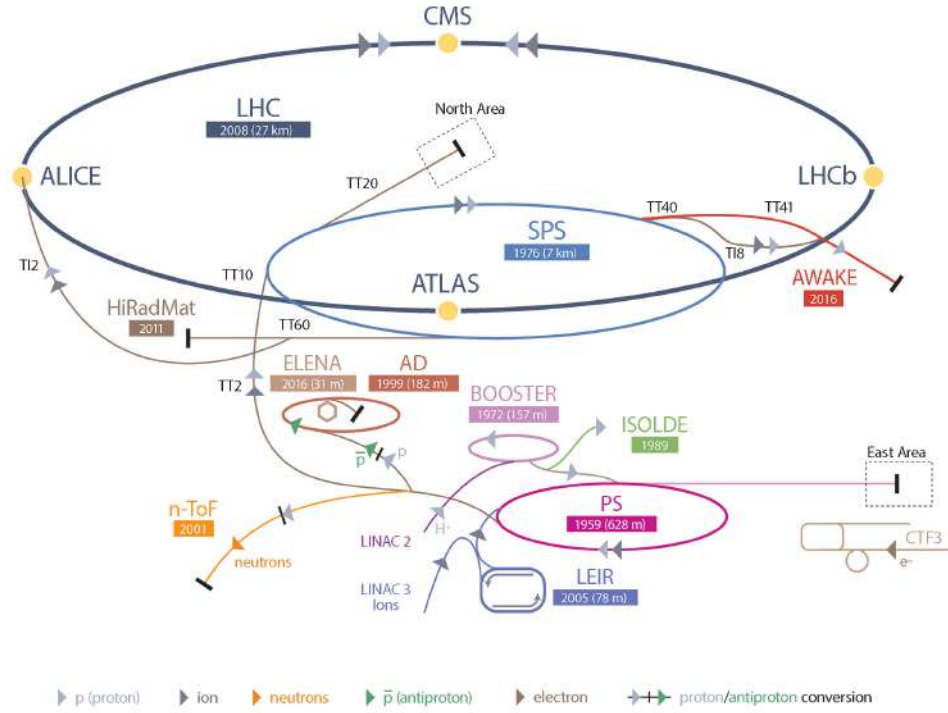 CMS
LHC
2008 (27 km)
North Area
ALICE
TT20
LHCb
TT40
TT41
SPS
1976 (7 km)
TI8
TI2
TT10
ATLAS
AWAKE
2016
HiRadMat
2011
TT60
ELENA
2016 (31 m)
AD
1999 (182 m)
TT2
BOOSTER
1972 (157 m)
ISOLDE
1989
p̅
p
East Area
n-ToF
2001
PS
1959 (628 m)
H⁺
LINAC 2
neutrons
CTF3
e⁻
LINAC 3
Ions
LEIR
2005 (78 m)
p (proton)
ion
neutrons
p̅ (antiproton)
electron
proton/antiproton conversion